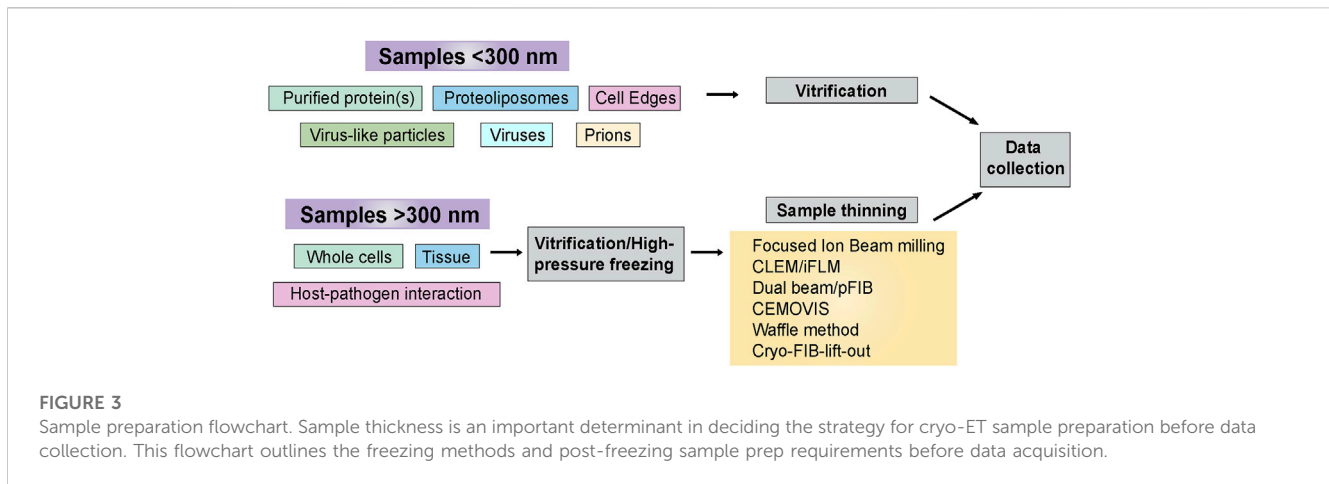 Samples <300 nm
Purified protein(s) Proteoliposomes Cell Edges
Virus-like particles Viruses Prions
Vitrification
Data
collection
Samples >300 nm
Whole cells Tissue
Host-pathogen interaction
Vitrification/High-
pressure freezing
Sample thinning
Focused Ion Beam milling
CLEM/iFLM
Dual beam/pFIB
CEMOVIS
Waffle method
Cryo-FIB-lift-out
FIGURE 3
Sample preparation flowchart. Sample thickness is an important determinant in deciding the strategy for cryo-ET sample preparation before data
collection. This flowchart outlines the freezing methods and post-freezing sample prep requirements before data acquisition.